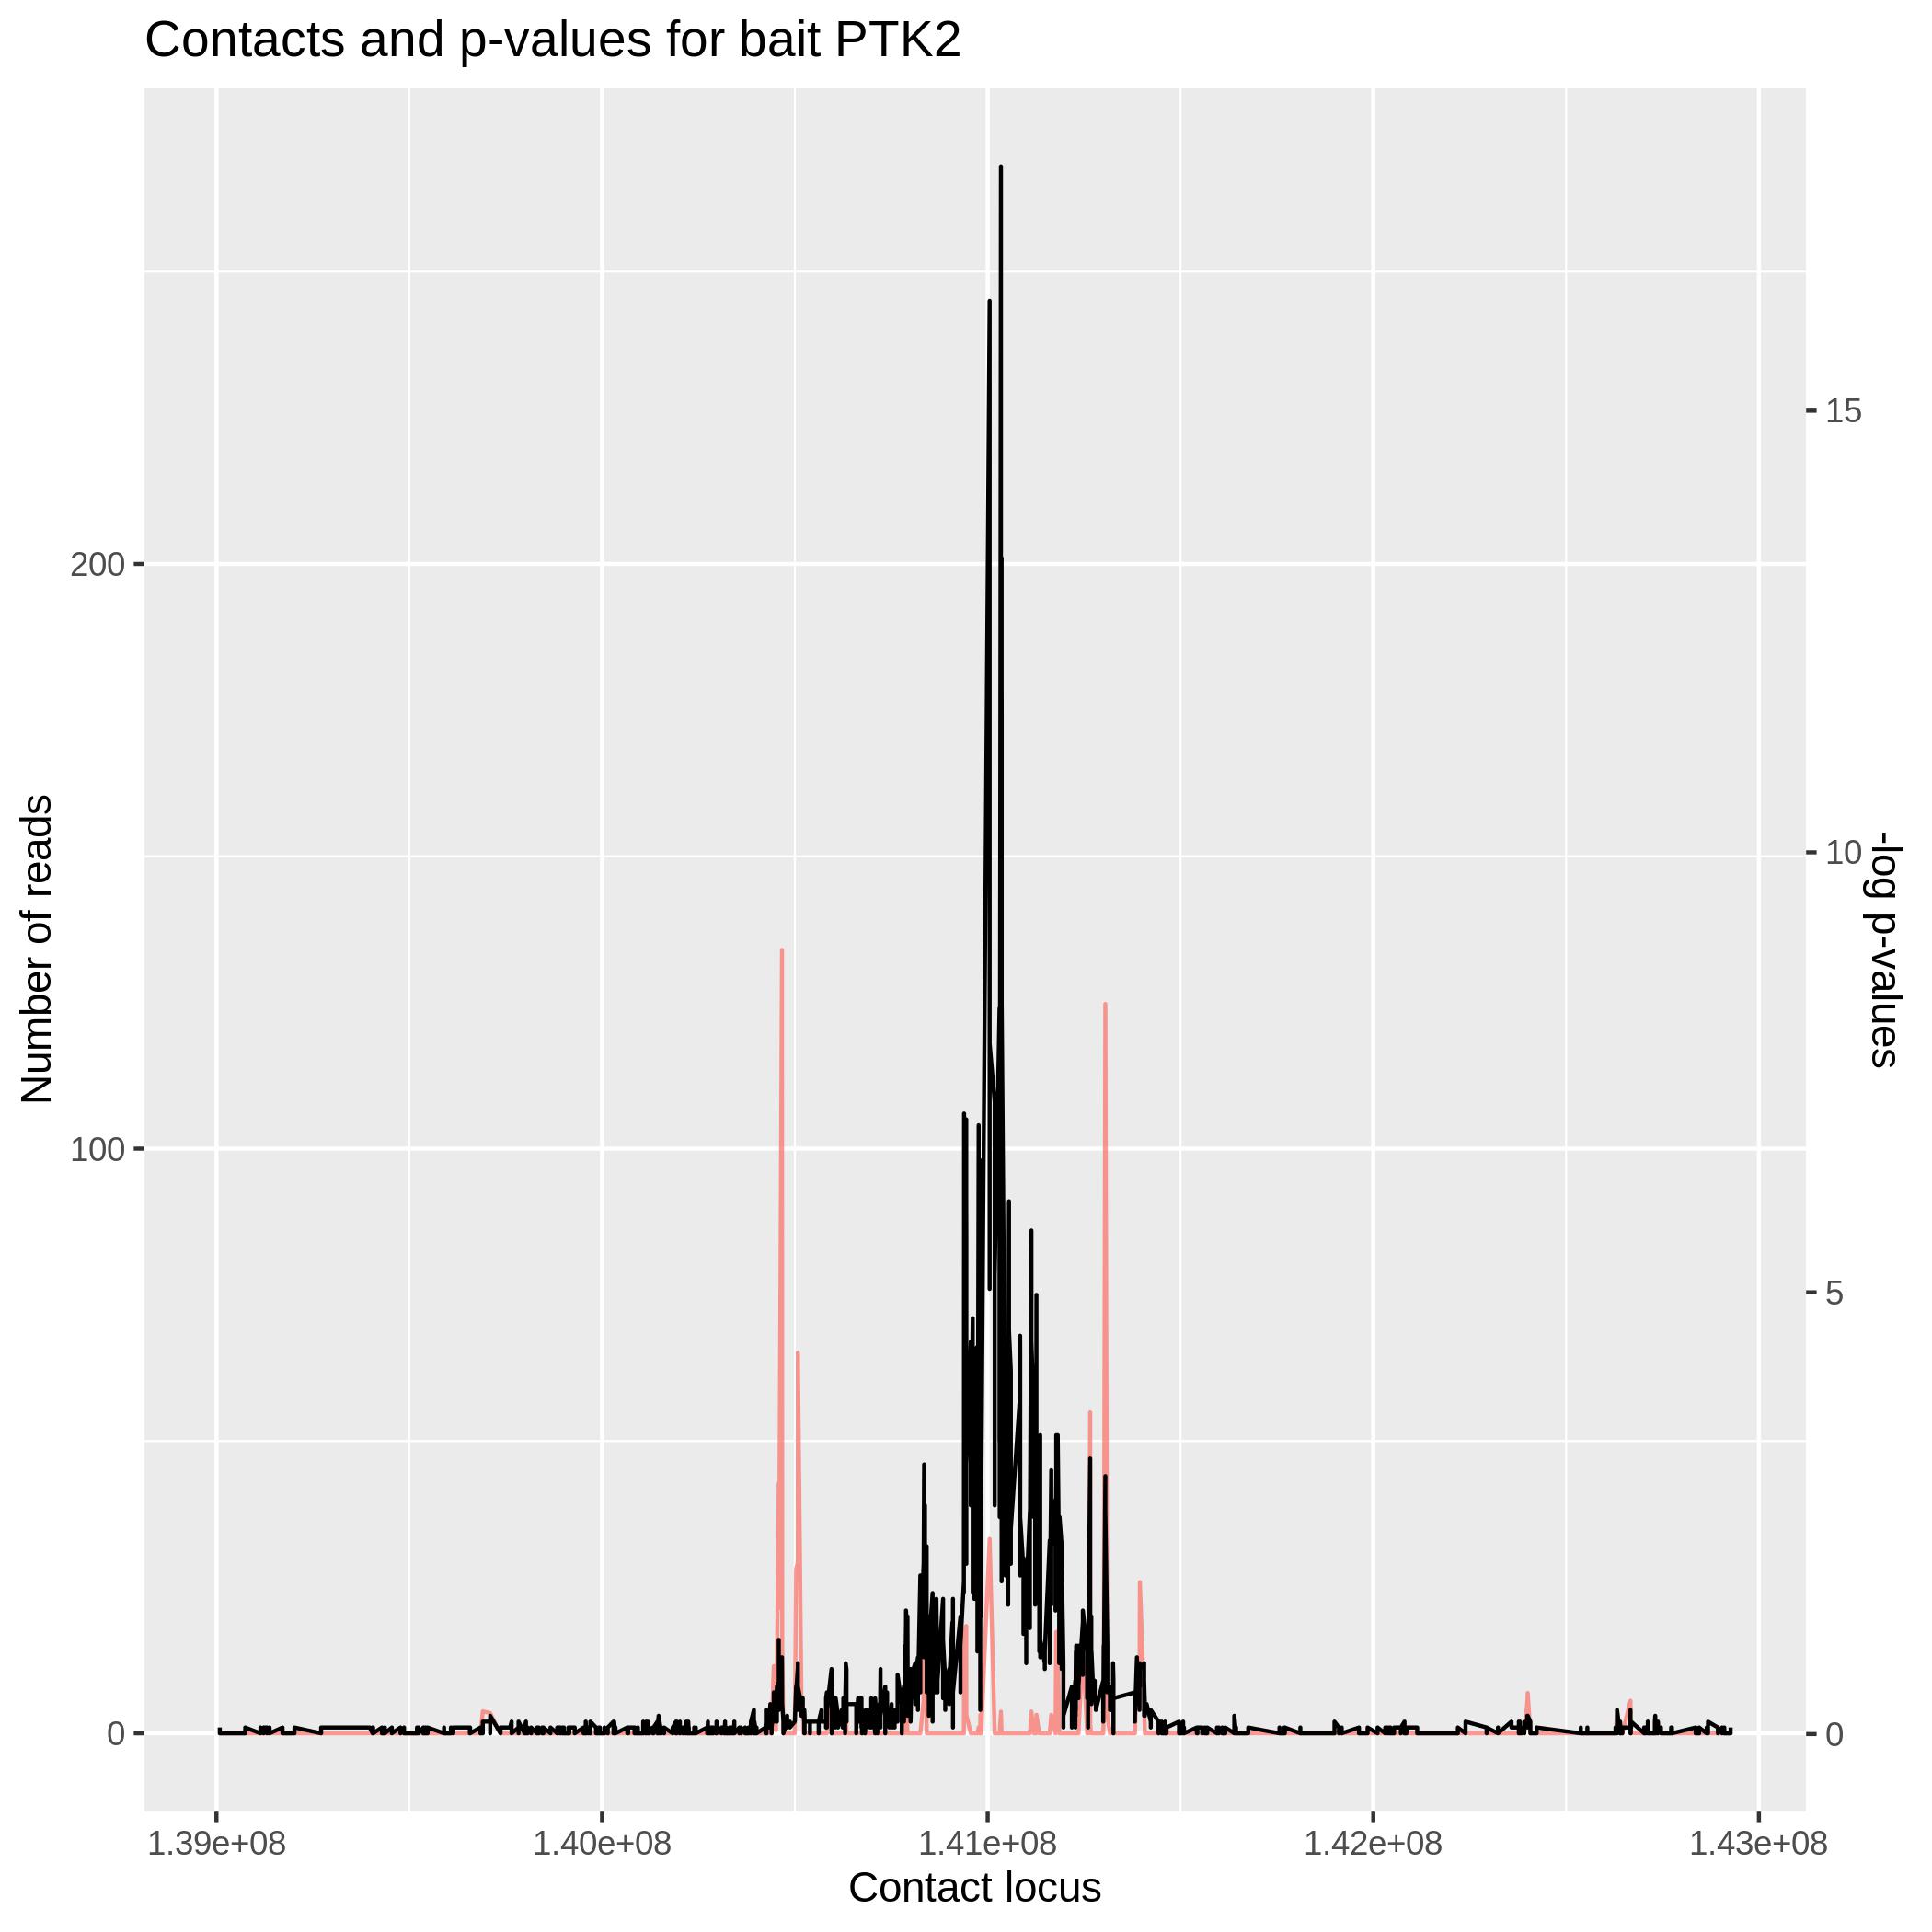 Contacts and p-values for bait PTK2
Number of reads
200
100
0
15
10
5
0
-log p-values
1.39e+08
1.40e+08
1.41e+08
1.42e+08
1.43e+08
Contact locus